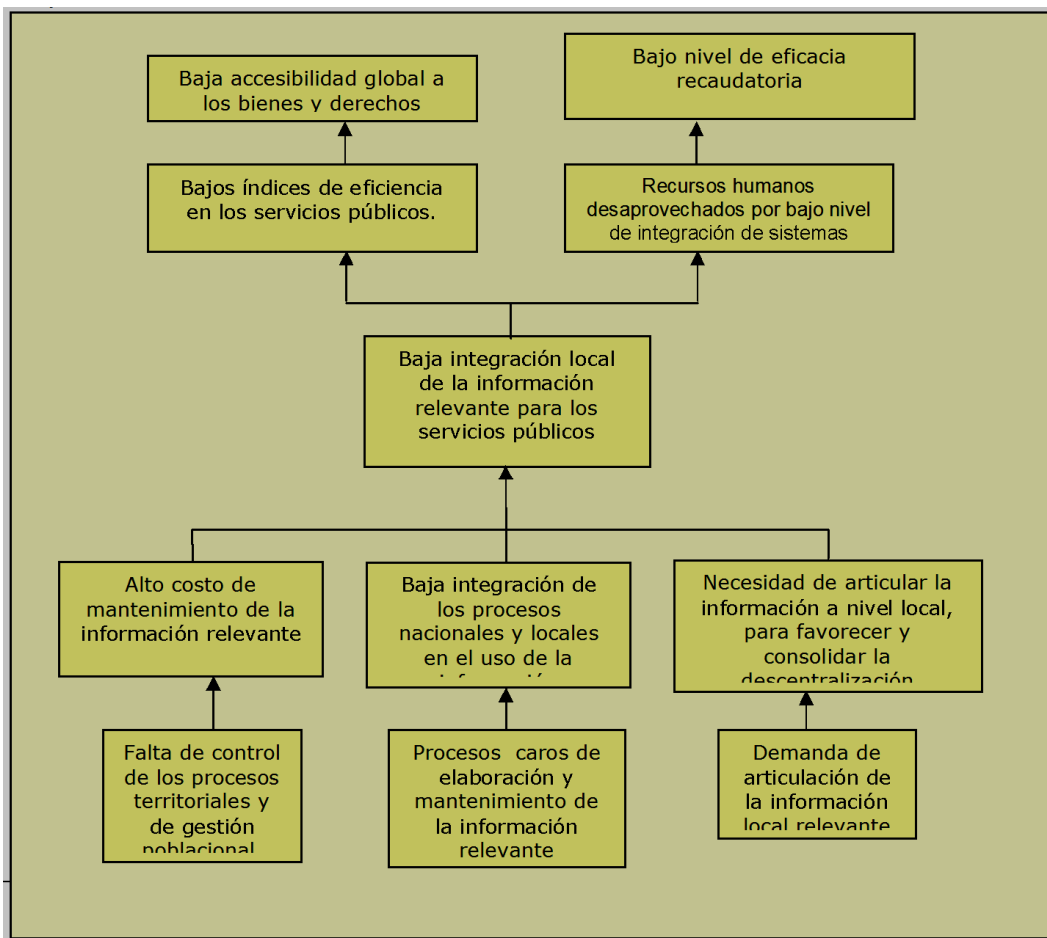 Baja accesibilidad global a
los bienes y derechos
Bajo nivel de eficacia
recaudatoria
Bajos índices de eficiencia
en los servicios públicos.
Recursos humanos
desaprovechados por bajo nivel
de integración de sistemas
Baja integración local
de la información
relevante para los
servicios públicos
Alto costo de
mantenimiento de la
información relevante
Baja integración de
los procesos
nacionales y locales
en el uso de la
Necesidad de articular la
información a nivel local,
para favorecer y
consolidar la
descentralización
Falta de control
de los procesos
territoriales y
de gestión
poblacional
Procesos caros de
elaboración y
mantenimiento de
la información
relevante
Demanda de
articulación de
la información
local relevante